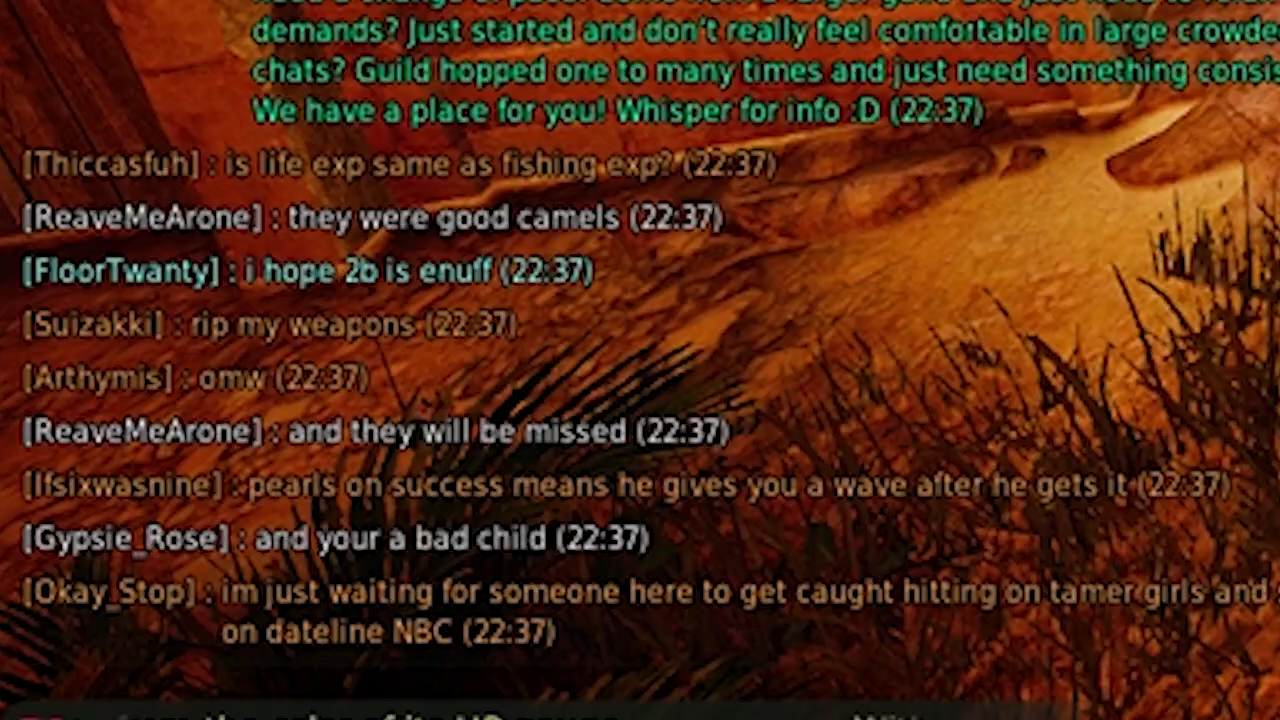 demands? Just started and don't really feel comfortable in large crowde
chats? Guild hopped one to many times and just need something consis
We have a place for you! Whisper for info :D (22:37)
[Thiccasfuh] : is life exp same as fishing exp? (22:37)
[ReaveMeArone] : they were good camels (22:37)
[FloorTwanty] : i hope 2b is enuff (22:37)
[Suizakki] : rip my weapons (22:37)
[Arthymis] : omw (22:37)
[ReaveMeArone] : and they will be missed (22:37)
[Ifsixwasnine] : pearls on success means he gives you a wave after he gets it (22:37)
[Gypsie_Rose] : and your a bad child (22:37)
[Okay_Stop] : im just waiting for someone here to get caught hitting on tamer girls and
on dateline NBC (22:37)